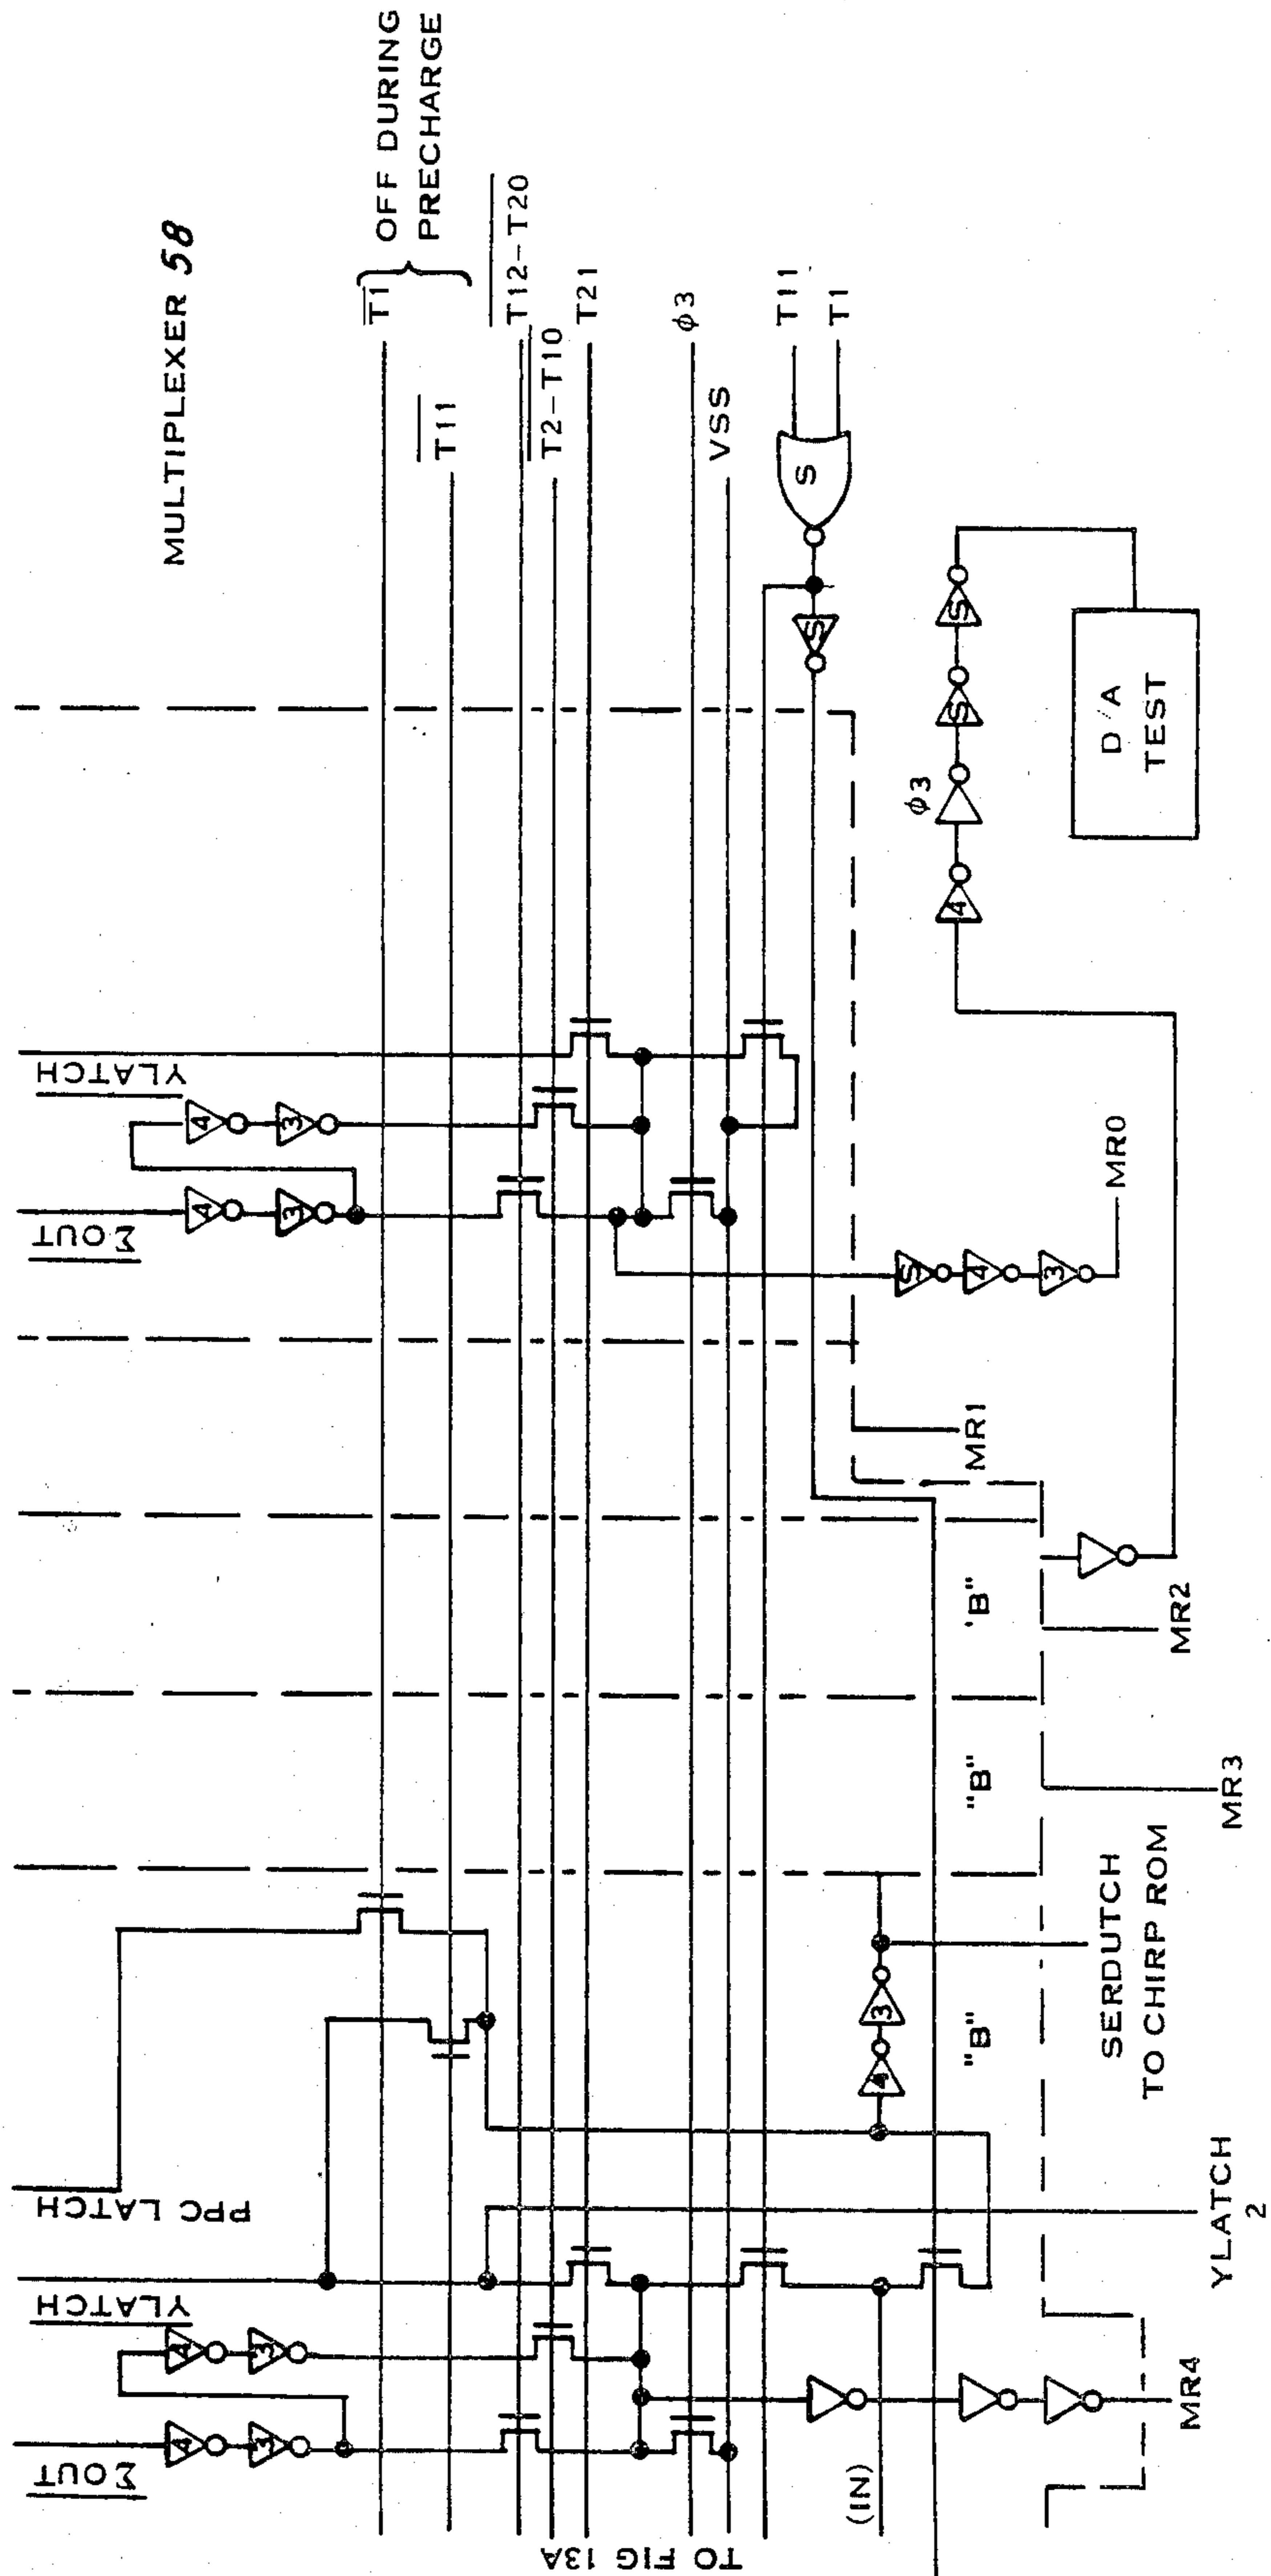 MULTIPLEXER 58
OFF DURING
PRECHARGE
T1
T11
T12-T20
T2-T10
T21
φ3
VSS
T11
T1
S
S
YLATCH
4
3
ΣOUT
4
3
S
4
3
MR0
4
φ3
S
S
D/A
TEST
MR1
'B"
MR2
"B"
MR3
PPC LATCH
4
3
"B"
SERDUTCH
TO CHIRP ROM
YLATCH
4
3
ΣOUT
4
3
(IN)
YLATCH
2
MR4
TO FIG 13A